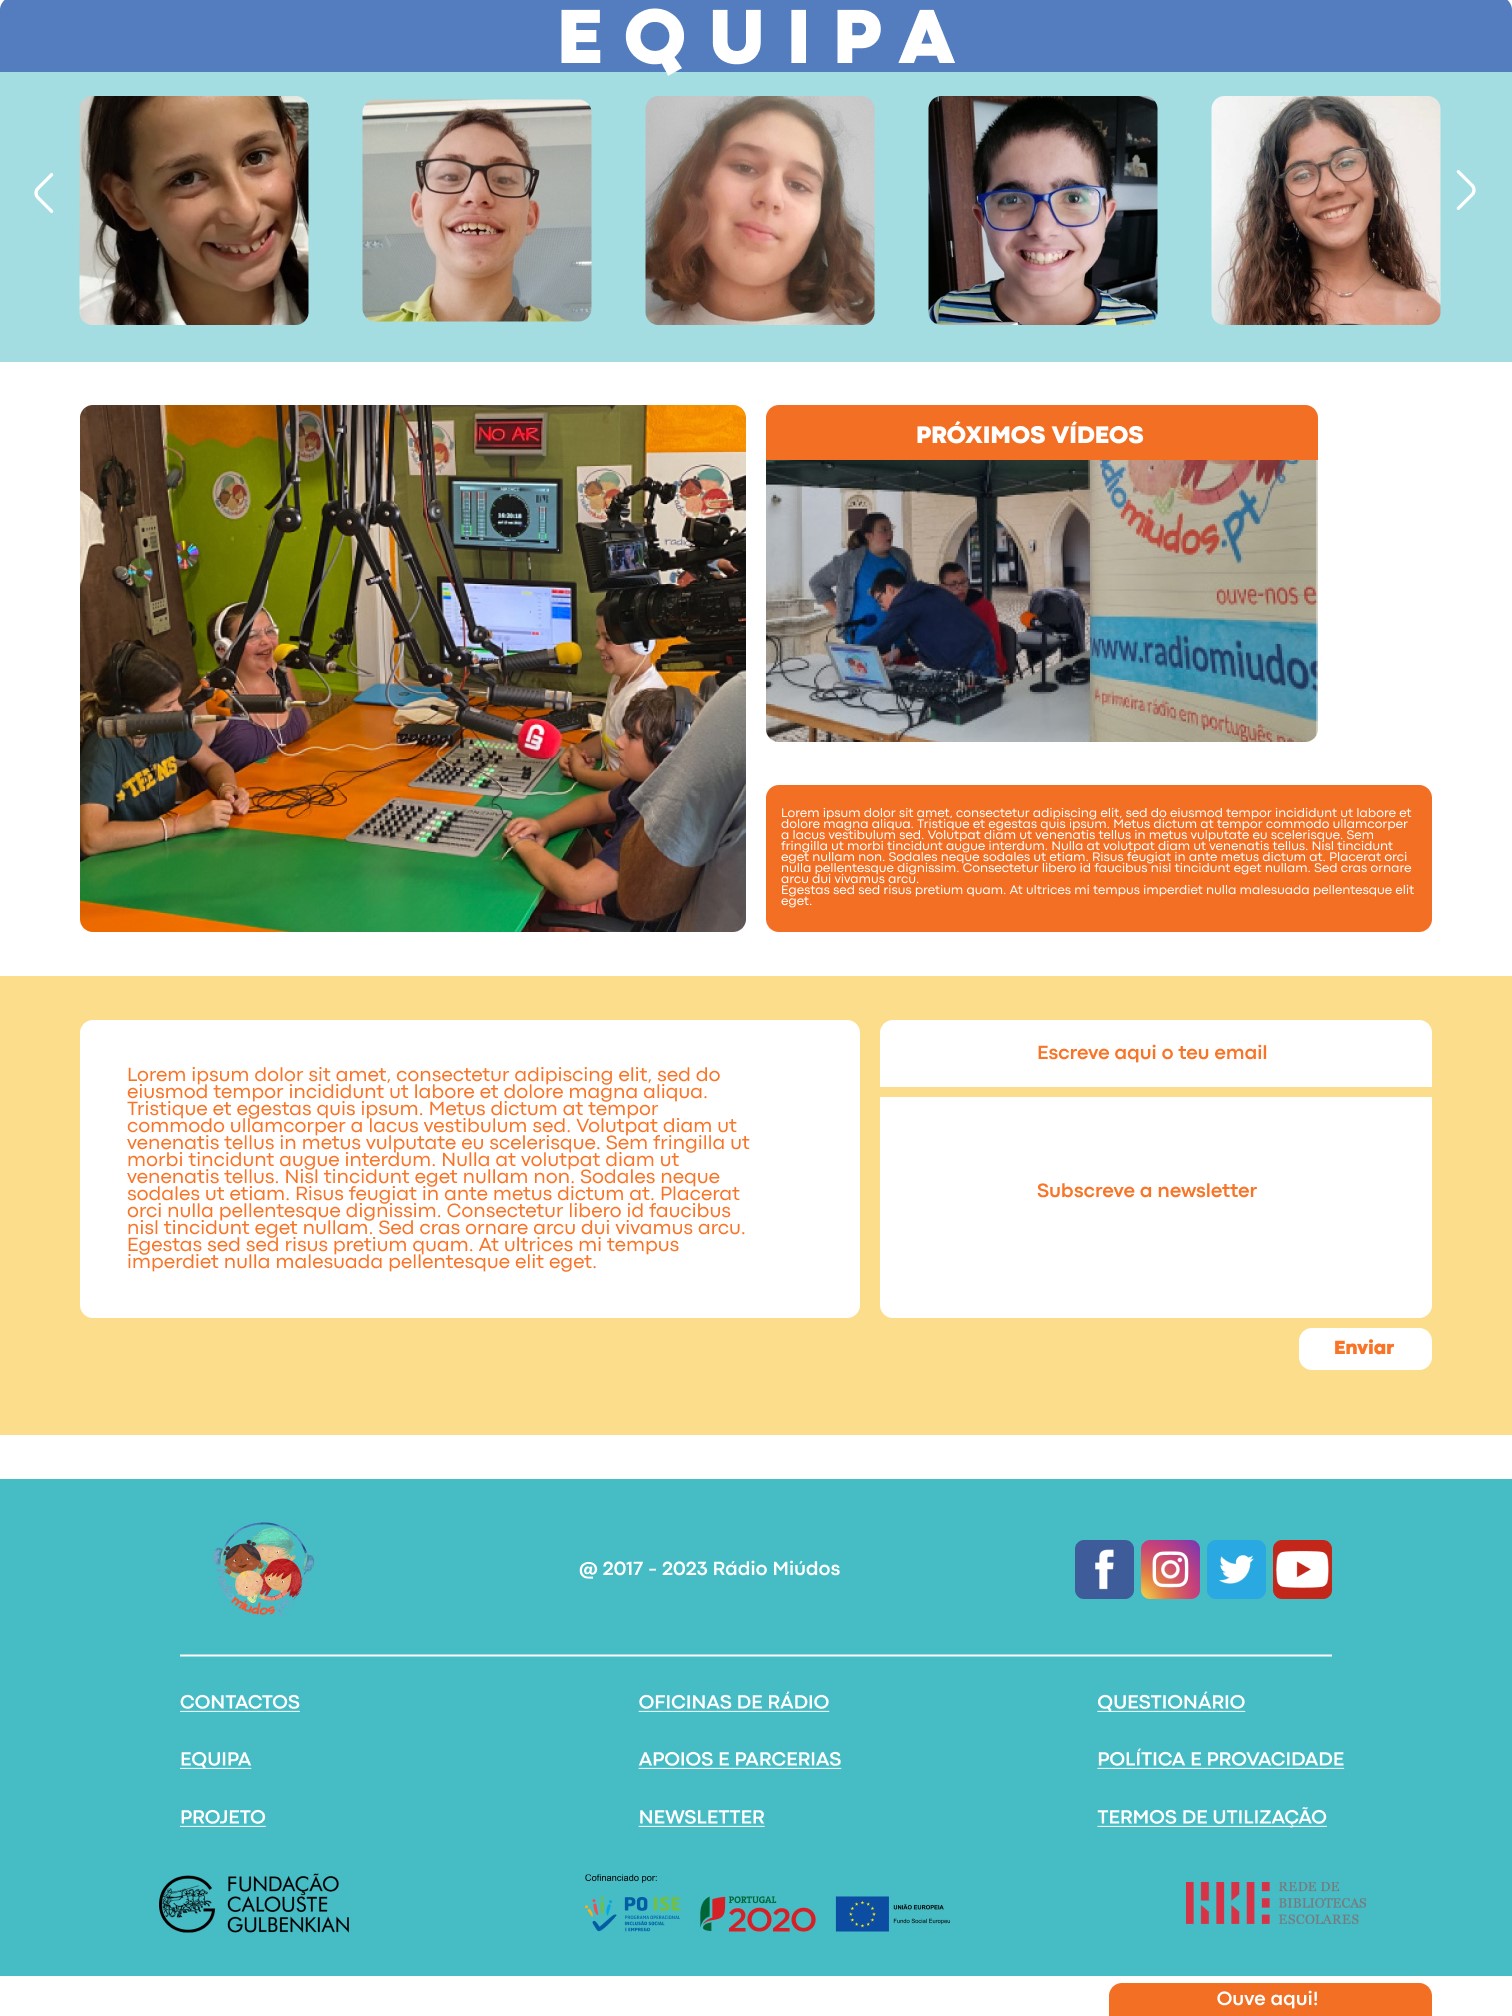 EQUIPA
NO AR
PRÓXIMOS VÍDEOS
miudos.pt
ouve-nos e
www.radiomiudos
A primeira rádio em português
Lorem ipsum dolor sit amet, consectetur adipiscing elit, sed do eiusmod tempor incididunt ut labore et
dolore magna aliqua. Tristique et egestas quis ipsum. Metus dictum at tempor commodo ullamcorper
a lacus vestibulum sed. Volutpat diam ut venenatis tellus in metus vulputate eu scelerisque. Sem
fringilla ut morbi tincidunt augue interdum. Nulla at volutpat diam ut venenatis tellus. Nisl tincidunt
eget nullam non. Sodales neque sodales ut etiam. Risus feugiat in ante metus dictum at. Placerat orci
nulla pellentesque dignissim. Consectetur libero id faucibus nisl tincidunt eget nullam. Sed cras ornare
arcu dui vivamus arcu.
Egestas sed sed risus pretium quam. At ultrices mi tempus imperdiet nulla malesuada pellentesque elit
eget.
Lorem ipsum dolor sit amet, consectetur adipiscing elit, sed do
eiusmod tempor incididunt ut labore et dolore magna aliqua.
Tristique et egestas quis ipsum. Metus dictum at tempor
commodo ullamcorper a lacus vestibulum sed. Volutpat diam ut
venenatis tellus in metus vulputate eu scelerisque. Sem fringilla ut
morbi tincidunt augue interdum. Nulla at volutpat diam ut
venenatis tellus. Nisl tincidunt eget nullam non. Sodales neque
sodales ut etiam. Risus feugiat in ante metus dictum at. Placerat
orci nulla pellentesque dignissim. Consectetur libero id faucibus
nisl tincidunt eget nullam. Sed cras ornare arcu dui vivamus arcu.
Egestas sed sed risus pretium quam. At ultrices mi tempus
imperdiet nulla malesuada pellentesque elit eget.
Escreve aqui o teu email
Subscreve a newsletter
Enviar
miudos
@ 2017 - 2023 Rádio Miúdos
CONTACTOS
OFICINAS DE RÁDIO
QUESTIONÁRIO
EQUIPA
APOIOS E PARCERIAS
POLÍTICA E PROVACIDADE
PROJETO
NEWSLETTER
TERMOS DE UTILIZAÇÃO
FUNDAÇÃO
CALOUSTE
GULBENKIAN
Cofinanciado por:
PO ISE
PROGRAMA OPERACIONAL
INCLUSÃO SOCIAL
E EMPREGO
PORTUGAL
2020
UNIÃO EUROPEIA
Fundo Social Europeu
REDE DE
BIBLIOTECAS
ESCOLARES
Ouve aqui!